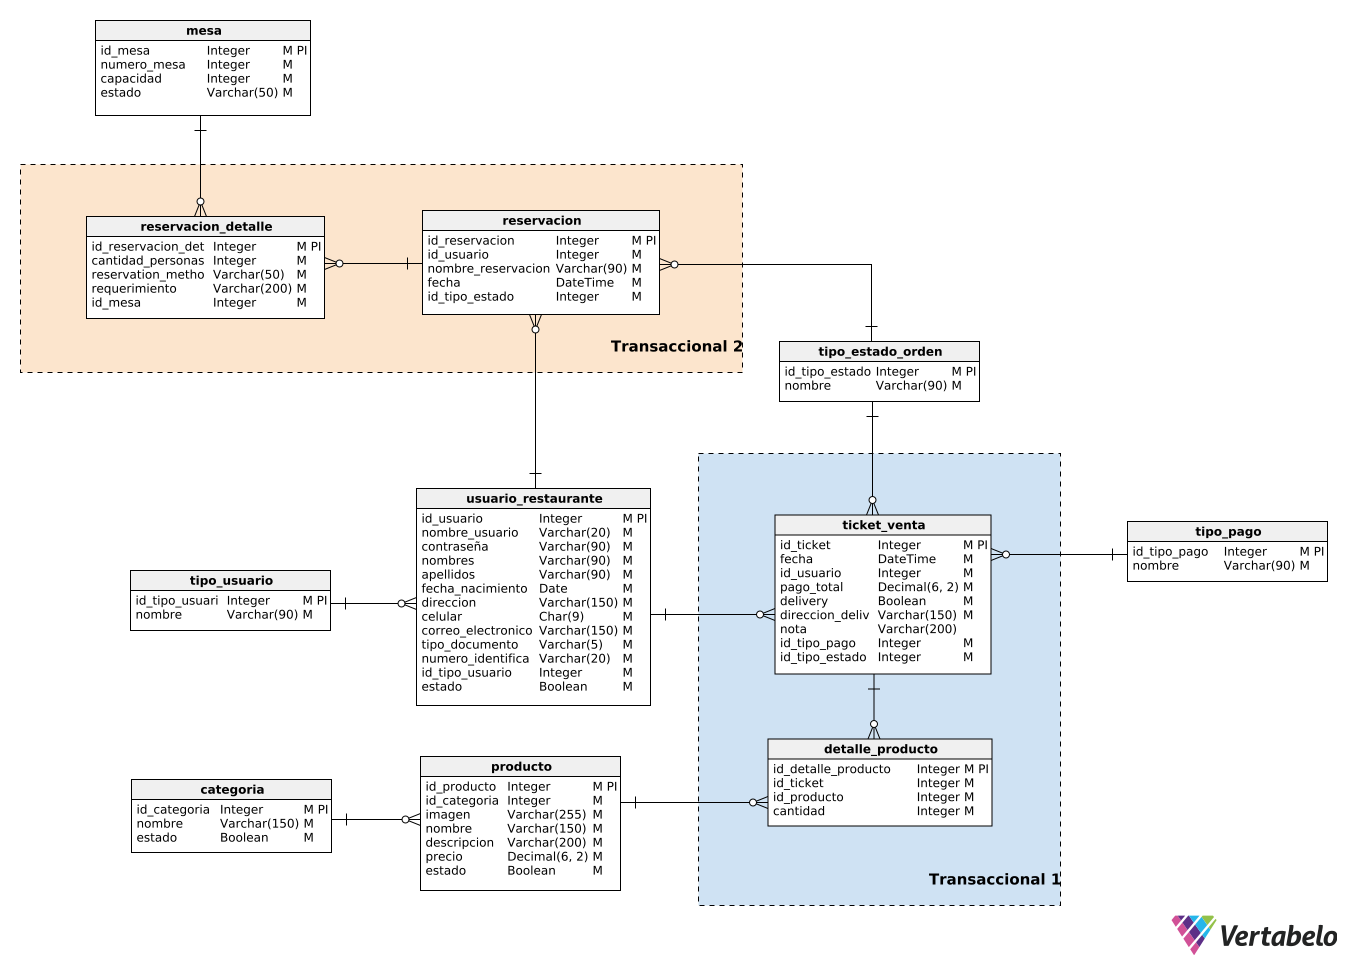 mesa
id_mesa Integer M PI
numero_mesa Integer M
capacidad Integer M
estado Varchar(50) M
reservacion_detalle
id_reservacion_det Integer M PI
cantidad_personas Integer M
reservation_metho Varchar(50) M
requerimiento Varchar(200) M
id_mesa Integer M
reservacion
id_reservacion Integer M PI
id_usuario Integer M
nombre_reservacion Varchar(90) M
fecha DateTime M
id_tipo_estado Integer M
Transaccional 2
tipo_estado_orden
id_tipo_estado Integer M PI
nombre Varchar(90) M
usuario_restaurante
id_usuario Integer M PI
nombre_usuario Varchar(20) M
contraseña Varchar(90) M
nombres Varchar(90) M
apellidos Varchar(90) M
fecha_nacimiento Date M
direccion Varchar(150) M
celular Char(9) M
correo_electronico Varchar(150) M
tipo_documento Varchar(5) M
numero_identifica Varchar(20) M
id_tipo_usuario Integer M
estado Boolean M
ticket_venta
id_ticket Integer M PI
fecha DateTime M
id_usuario Integer M
pago_total Decimal(6, 2) M
delivery Boolean M
direccion_deliv Varchar(150) M
nota Varchar(200)
id_tipo_pago Integer M
id_tipo_estado Integer M
tipo_pago
id_tipo_pago Integer M PI
nombre Varchar(90) M
tipo_usuario
id_tipo_usuari Integer M PI
nombre Varchar(90) M
detalle_producto
id_detalle_producto Integer M PI
id_ticket Integer M
id_producto Integer M
cantidad Integer M
producto
id_producto Integer M PI
id_categoria Integer M
imagen Varchar(255) M
nombre Varchar(150) M
descripcion Varchar(200) M
precio Decimal(6, 2) M
estado Boolean M
categoria
id_categoria Integer M PI
nombre Varchar(150) M
estado Boolean M
Transaccional 1
Vertabelo